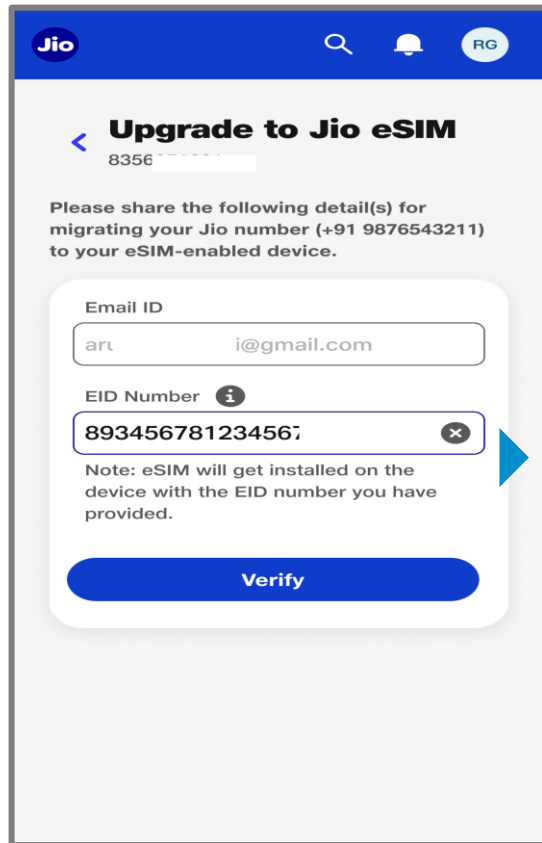 Jio
RG
Upgrade to Jio eSIM
8356
Please share the following detail(s) for
migrating your Jio number (+91 9876543211)
to your eSIM-enabled device.
Email ID
i@gmail.com
EID Number i
89345678123456
Note: eSIM will get installed on the
device with the EID number you have
provided.
Verify